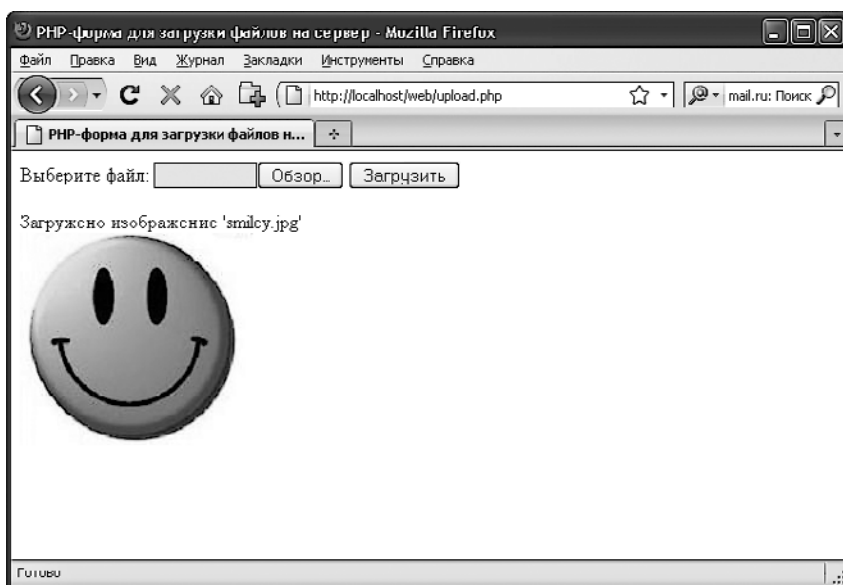 PHP-форма для загрузки файлов на сервер - Mozilla Firefox
Файл Правка Вид Журнал Закладки Инструменты Справка
http://localhost/web/upload.php mail.ru: Поиск
PHP-форма для загрузки файлов н...
Выберите файл: Обзор... Загрузить
Загружено изображение 'smiley.jpg'
Готово